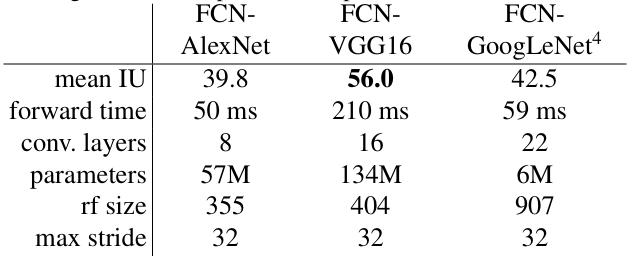 FCN- FCN- FCN-
AlexNet VGG16 GoogLeNet⁴
mean IU 39.8 56.0 42.5
forward time 50 ms 210 ms 59 ms
conv. layers 8 16 22
parameters 57M 134M 6M
rf size 355 404 907
max stride 32 32 32